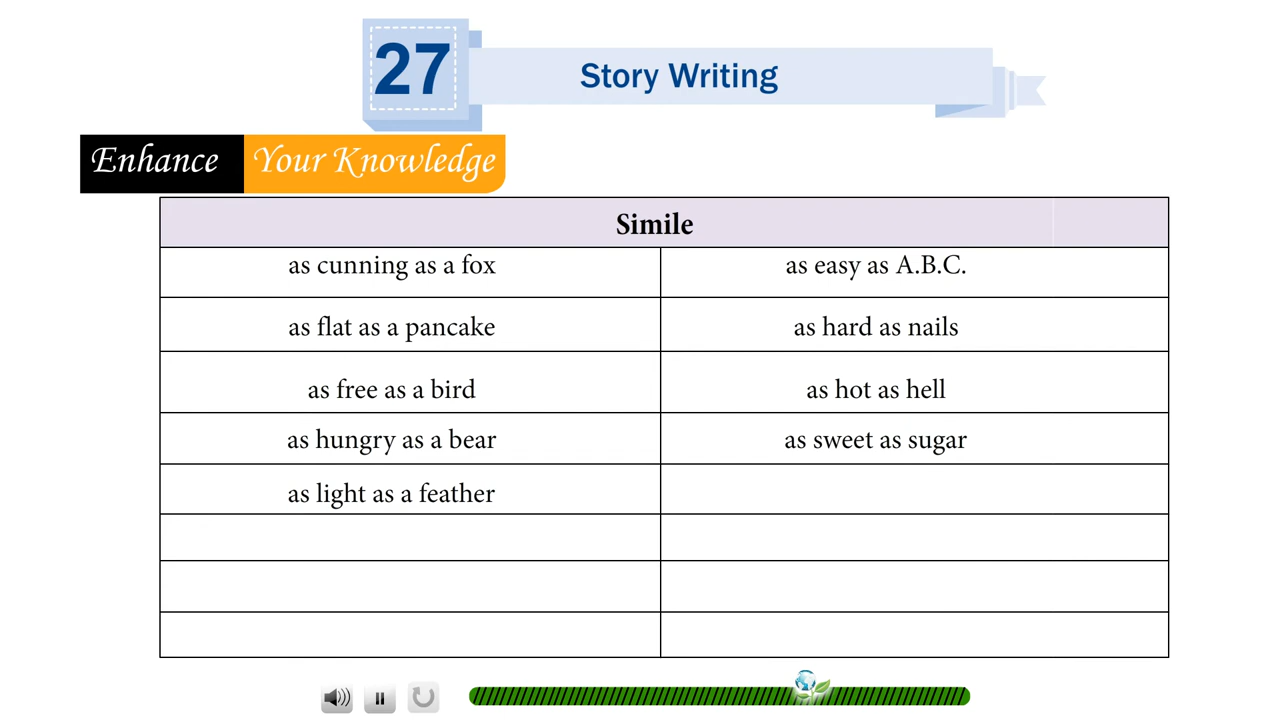 27
Story Writing
Enhance Your Knowledge
Simile
as cunning as a fox
as easy as A.B.C.
as flat as a pancake
as hard as nails
as free as a bird
as hot as hell
as hungry as a bear
as sweet as sugar
as light as a feather